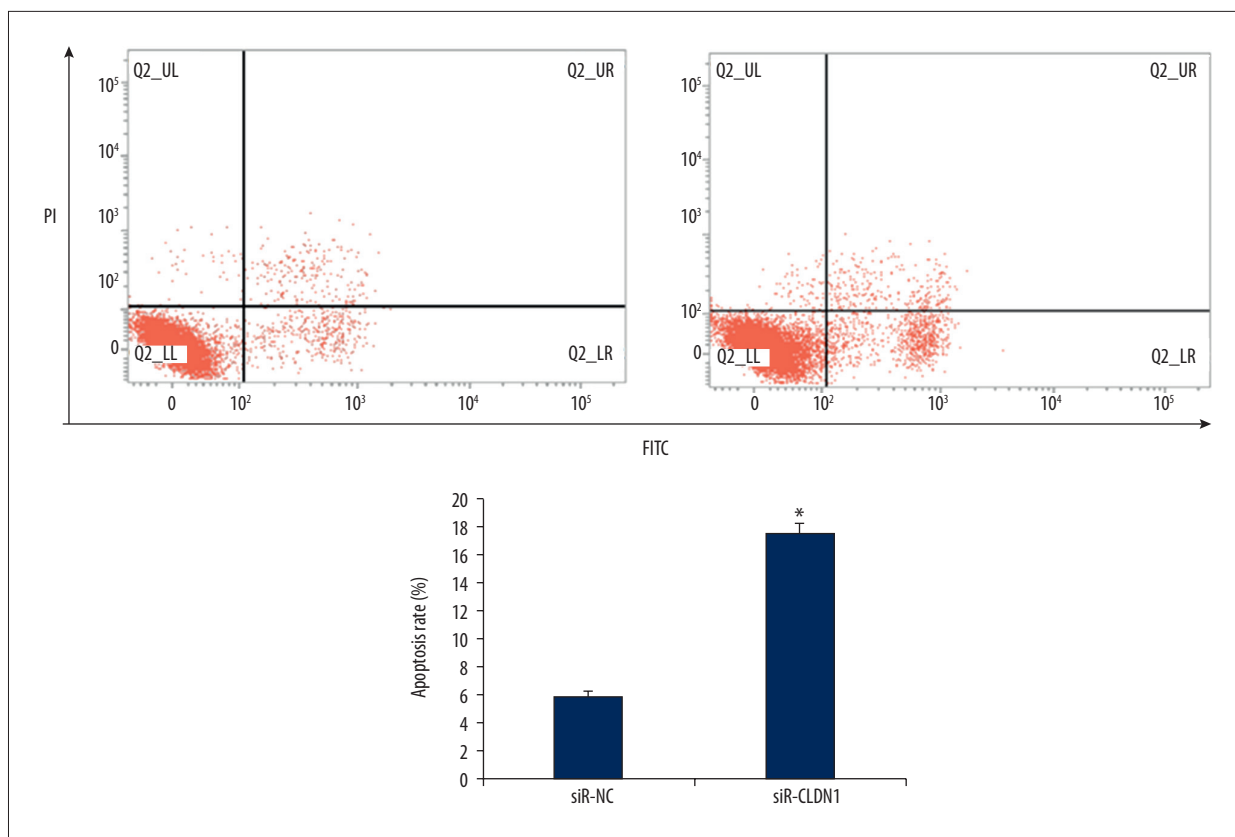 Q2_UL Q2_UR
10^5
10^4
10^3
10^2
0
Q2_LL Q2_LR
0 10^2 10^3 10^4 10^5
PI
Q2_UL Q2_UR
10^5
10^4
10^3
10^2
0
Q2_LL Q2_LR
0 10^2 10^3 10^4 10^5
FITC
20
18
16
14
12
10
8
6
4
2
0
Apoptosis rate (%)
*
siR-NC siR-CLDN1